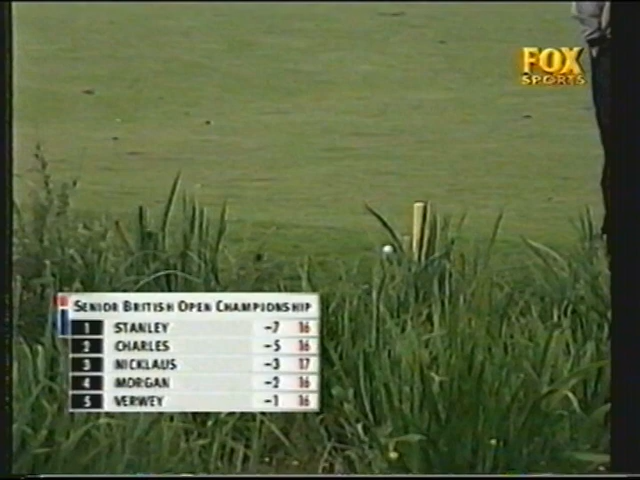 FOX
SPORTS
SENIOR BRITISH OPEN CHAMPIONSHIP
1 STANLEY -7 16
2 CHARLES -5 16
3 NICKLAUS -3 17
4 MORGAN -2 16
5 VERWEY -1 16